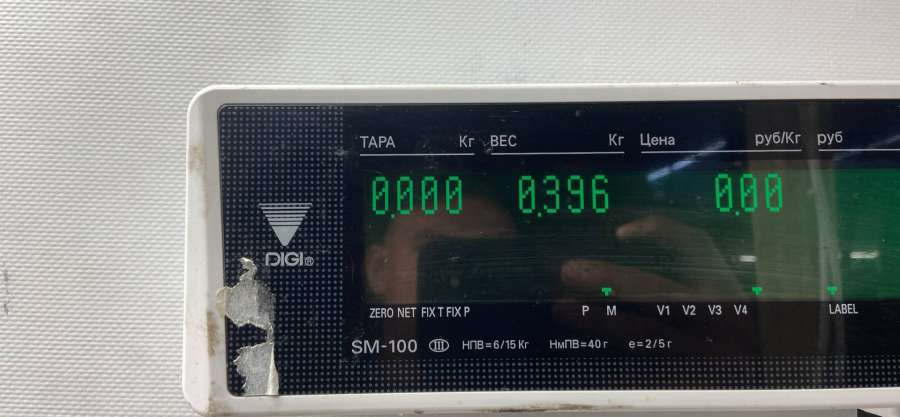 ТАРА Кг ВЕС Кг Цена руб/Кг руб
0.000 0.396 0.00
DIGI
ZERO NET FIX T FIX P P M V1 V2 V3 V4 LABEL
SM-100 III НПВ=6/15 Кг НмПВ=40 г е=2/5 г